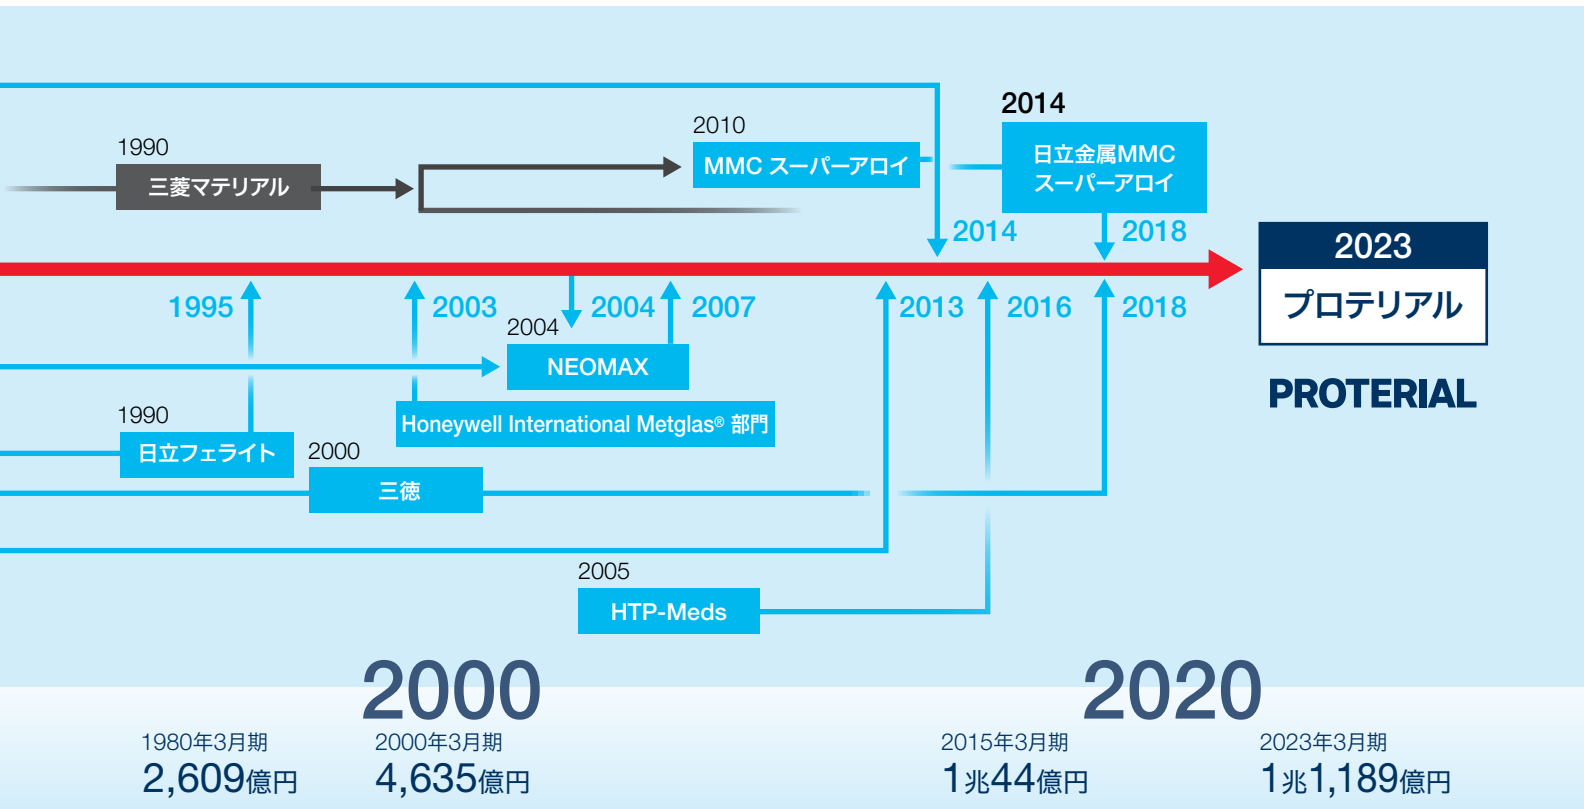 2014
1990
2010
MMC スーパーアロイ
日立金属MMC
スーパーアロイ
三菱マテリアル
2014
2018
2023
プロテリアル
PROTERIAL
1995
2003
2004
2007
2013
2016
2018
2004
NEOMAX
1990
Honeywell International Metglas® 部門
日立フェライト
2000
三徳
2005
HTP-Meds
2000
2020
1980年3月期
2,609億円
2000年3月期
4,635億円
2015年3月期
1兆44億円
2023年3月期
1兆1,189億円